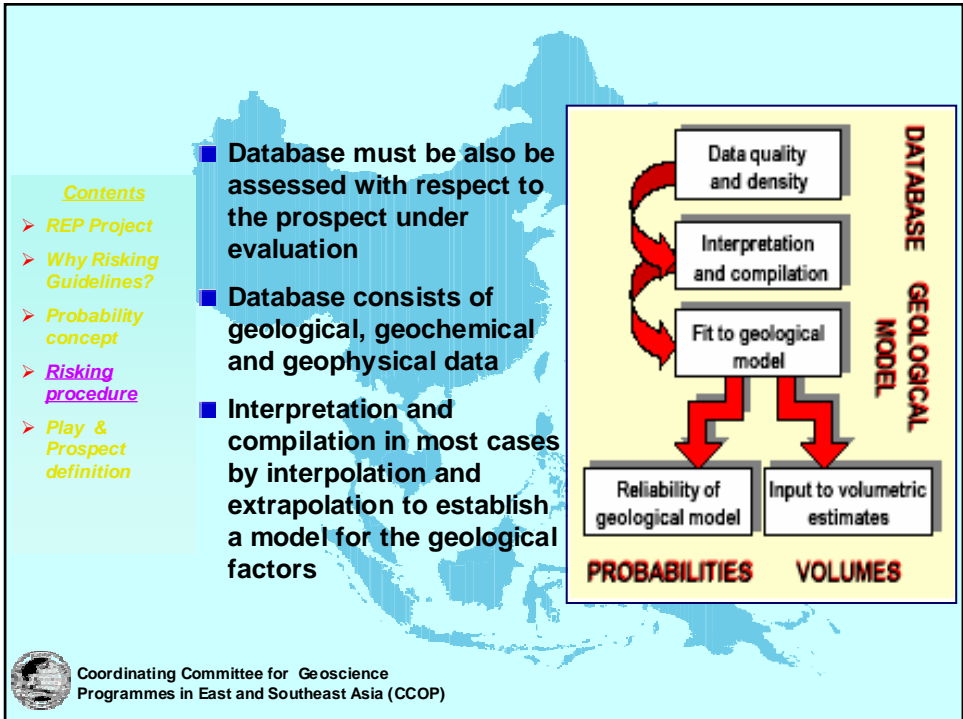 Contents
REP Project
Why Risking
Guidelines?
Probability
concept
Risking
procedure
Play & 
Prospect
definition
Database must be also be
assessed with respect to
the prospect under
evaluation
Database consists of
geological, geochemical
and geophysical data
Interpretation and
compilation in most cases
by interpolation and
extrapolation to establish
a model for the geological
factors
Data quality
and density
Interpretation
and compilation
Fit to geological
model
Reliability of
geological model
Input to volumetric
estimates
DATABASE
GEOLOGICAL
MODEL
PROBABILITIES
VOLUMES
Coordinating Committee for Geoscience
Programmes in East and Southeast Asia (CCOP)